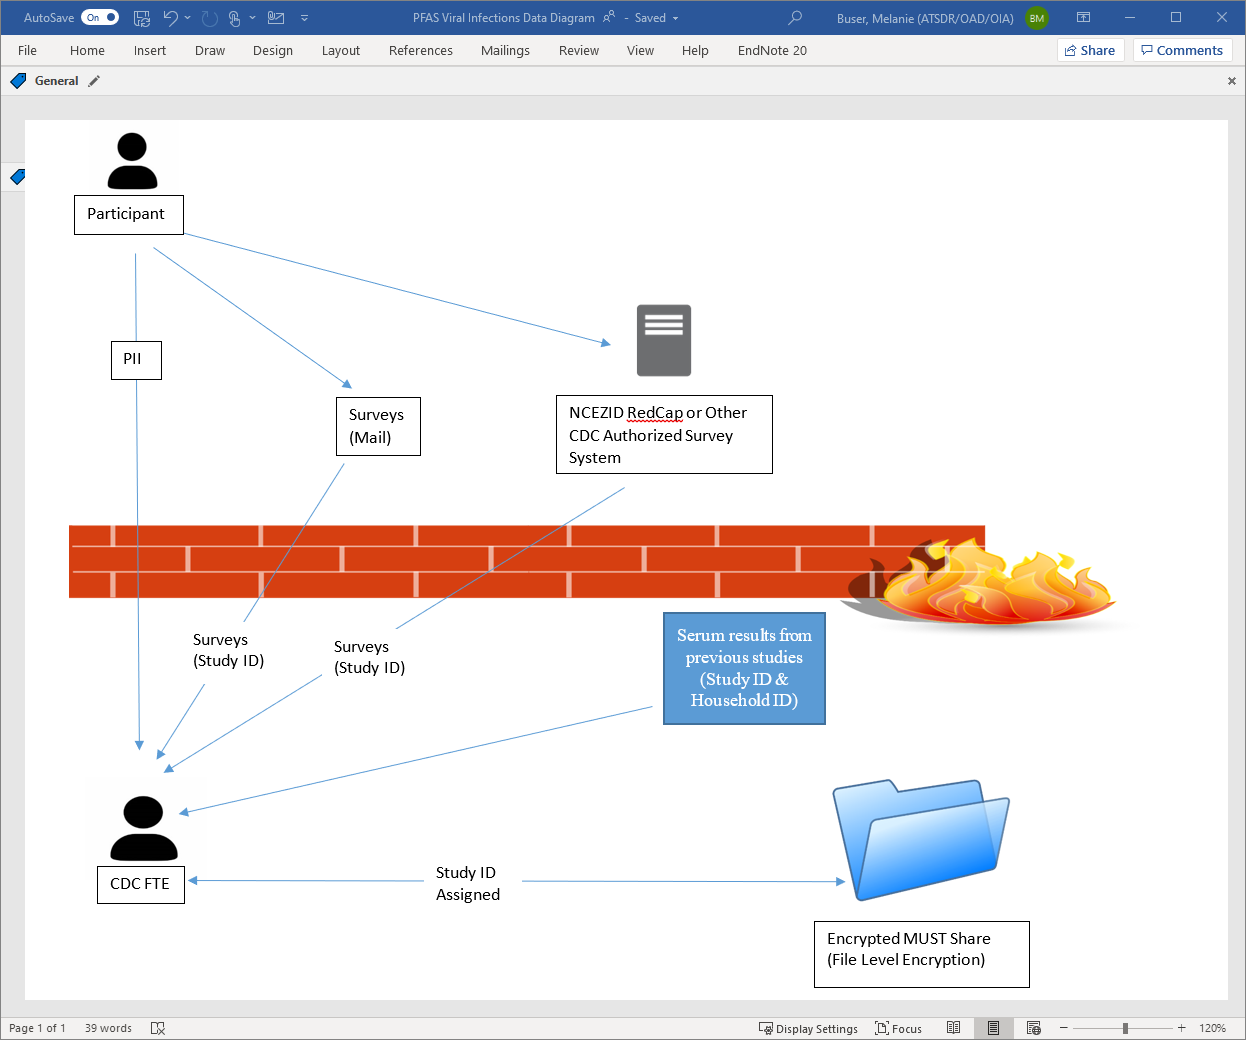 AutoSave On
PFAS Viral Infections Data Diagram - Saved
Buser, Melanie (ATSDR/OAD/OIA) BM
File Home Insert Draw Design Layout References Mailings Review View Help EndNote 20 Share Comments
General
Participant
PII
Surveys
(Mail)
NCEZID RedCap or Other
CDC Authorized Survey
System
Surveys
(Study ID)
Surveys
(Study ID)
Serum results from
previous studies
(Study ID &
Household ID)
CDC FTE
Study ID
Assigned
Encrypted MUST Share
(File Level Encryption)
Page 1 of 1 39 words Display Settings Focus 120%